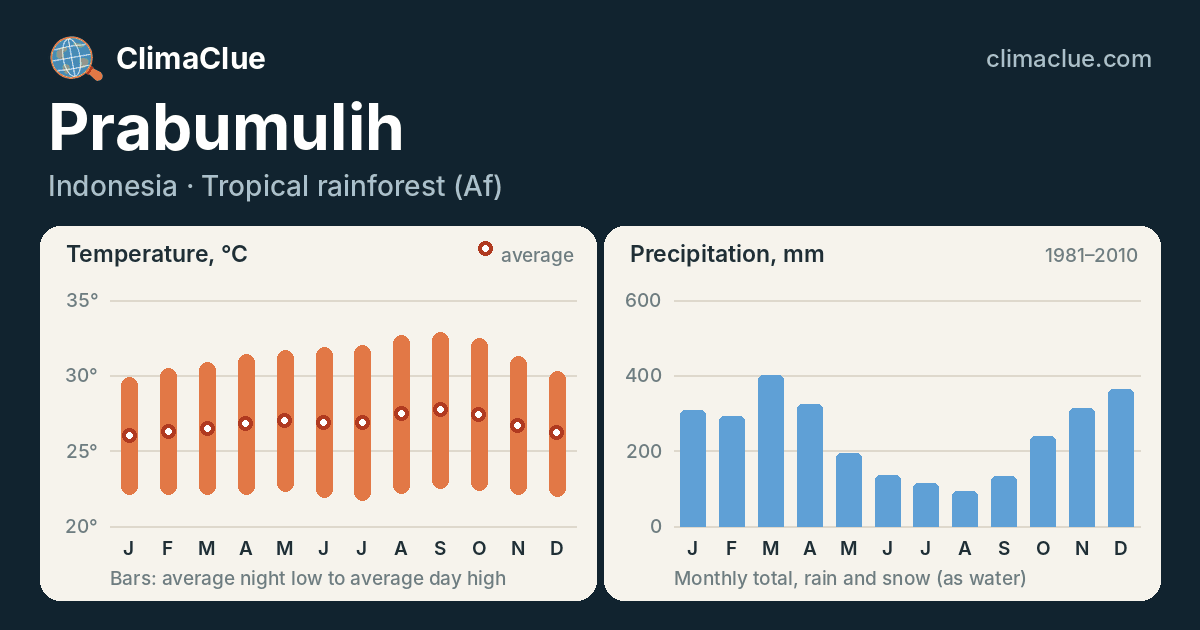 ClimaClue
climaclue.com
Prabumulih
Indonesia · Tropical rainforest (Af)
Temperature, °C
average
35°
30°
25°
20°
J F M A M J J A S O N D
Bars: average night low to average day high
Precipitation, mm
1981–2010
600
400
200
0
J F M A M J J A S O N D
Monthly total, rain and snow (as water)